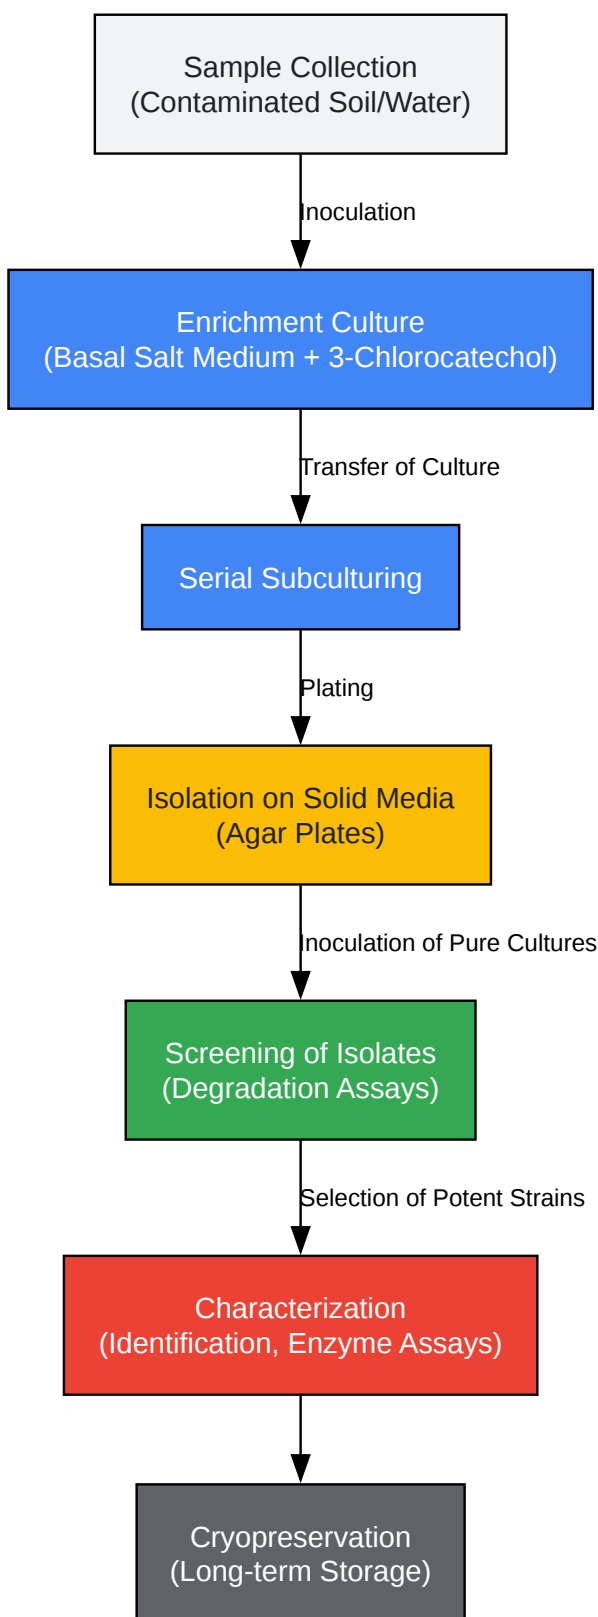 Sample Collection
(Contaminated Soil/Water)
Inoculation
Enrichment Culture
(Basal Salt Medium + 3-Chlorocatechol)
Transfer of Culture
Serial Subculturing
Plating
Isolation on Solid Media
(Agar Plates)
Inoculation of Pure Cultures
Screening of Isolates
(Degradation Assays)
Selection of Potent Strains
Characterization
(Identification, Enzyme Assays)
Cryopreservation
(Long-term Storage)